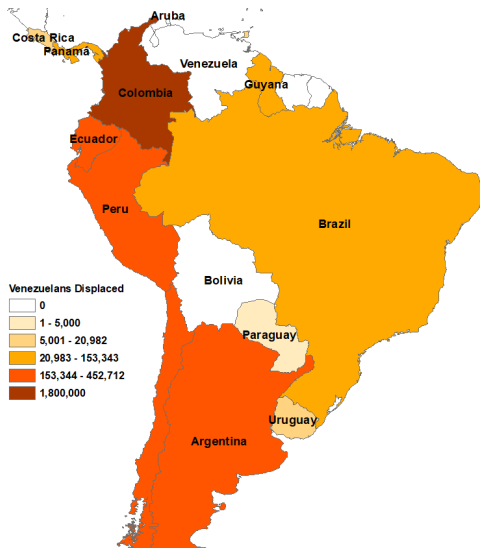 Aruba
Costa Rica
Panamá
Venezuela
Guyana
Colombia
Ecuador
Peru
Brazil
Bolivia
Venezuelans Displaced
0
1 - 5,000
5,001 - 20,982
20,983 - 153,343
153,344 - 452,712
1,800,000
Paraguay
Uruguay
Argentina